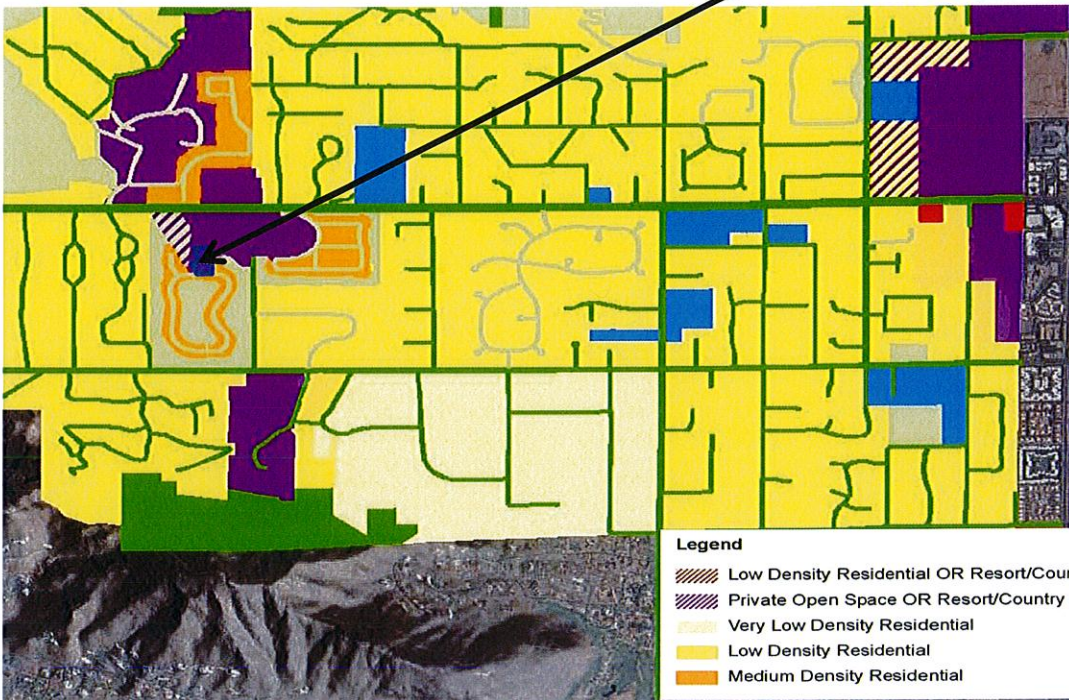 Legend
Low Density Residential OR Resort/Cou
Private Open Space OR Resort/Country
Very Low Density Residential
Low Density Residential
Medium Density Residential